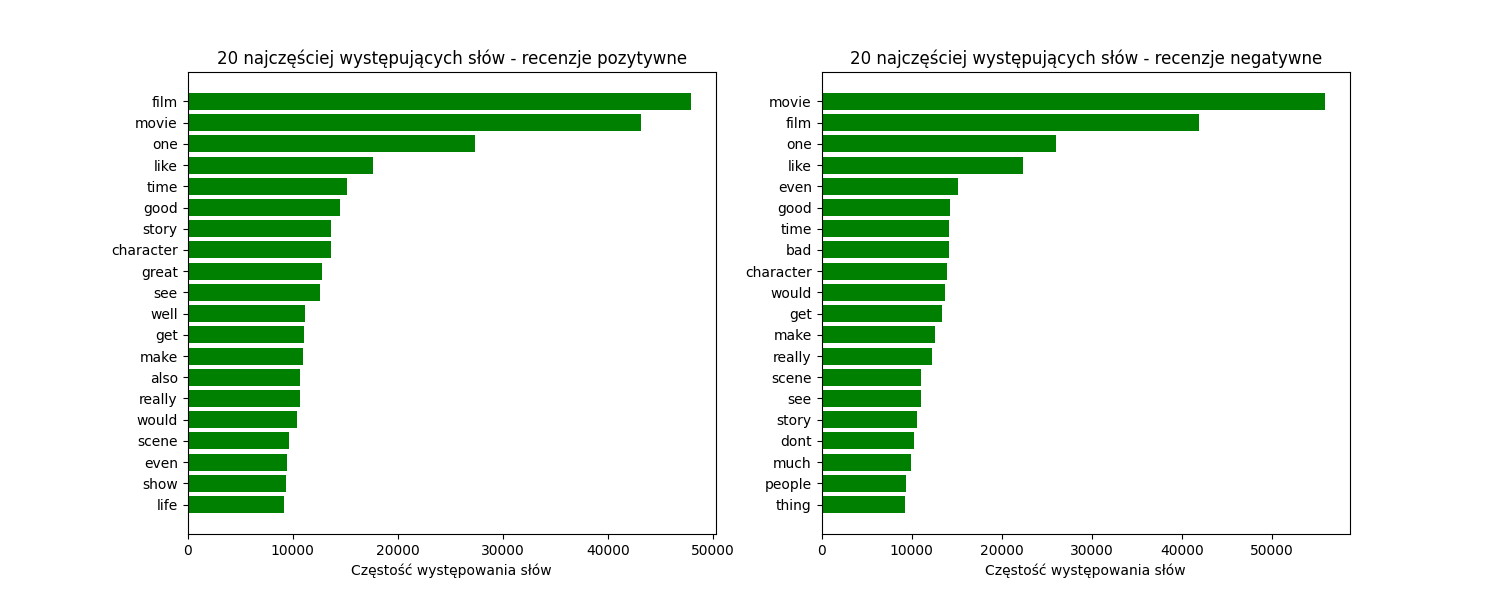 20 najczęściej występujących słów - recenzje pozytywne
film
movie
one
like
time
good
story
character
great
see
well
get
make
also
really
would
scene
even
show
life
0 10000 20000 30000 40000 50000
Częstość występowania słów
20 najczęściej występujących słów - recenzje negatywne
movie
film
one
like
even
good
time
bad
character
would
get
make
really
scene
see
story
dont
much
people
thing
0 10000 20000 30000 40000 50000
Częstość występowania słów